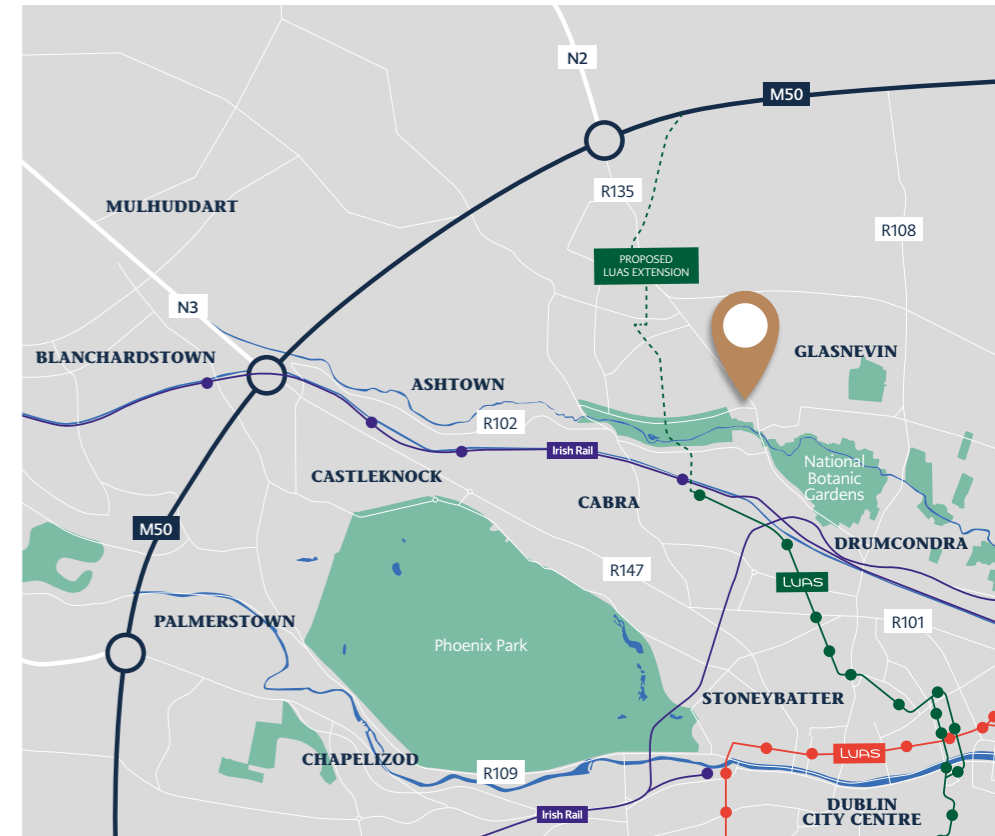 N2
M50
R135
MULHUDDART
R108
PROPOSED
LUAS EXTENSION
N3
BLANCHARDSTOWN
GLASNEVIN
ASHTOWN
R102
Irish Rail
National
Botanic
Gardens
CASTLEKNOCK
CABRA
M50
DRUMCONDRA
R147
LUAS
PALMERSTOWN
R101
Phoenix Park
STONEYBATTER
CHAPELIZOD
LUAS
R109
Irish Rail
DUBLIN
CITY CENTRE